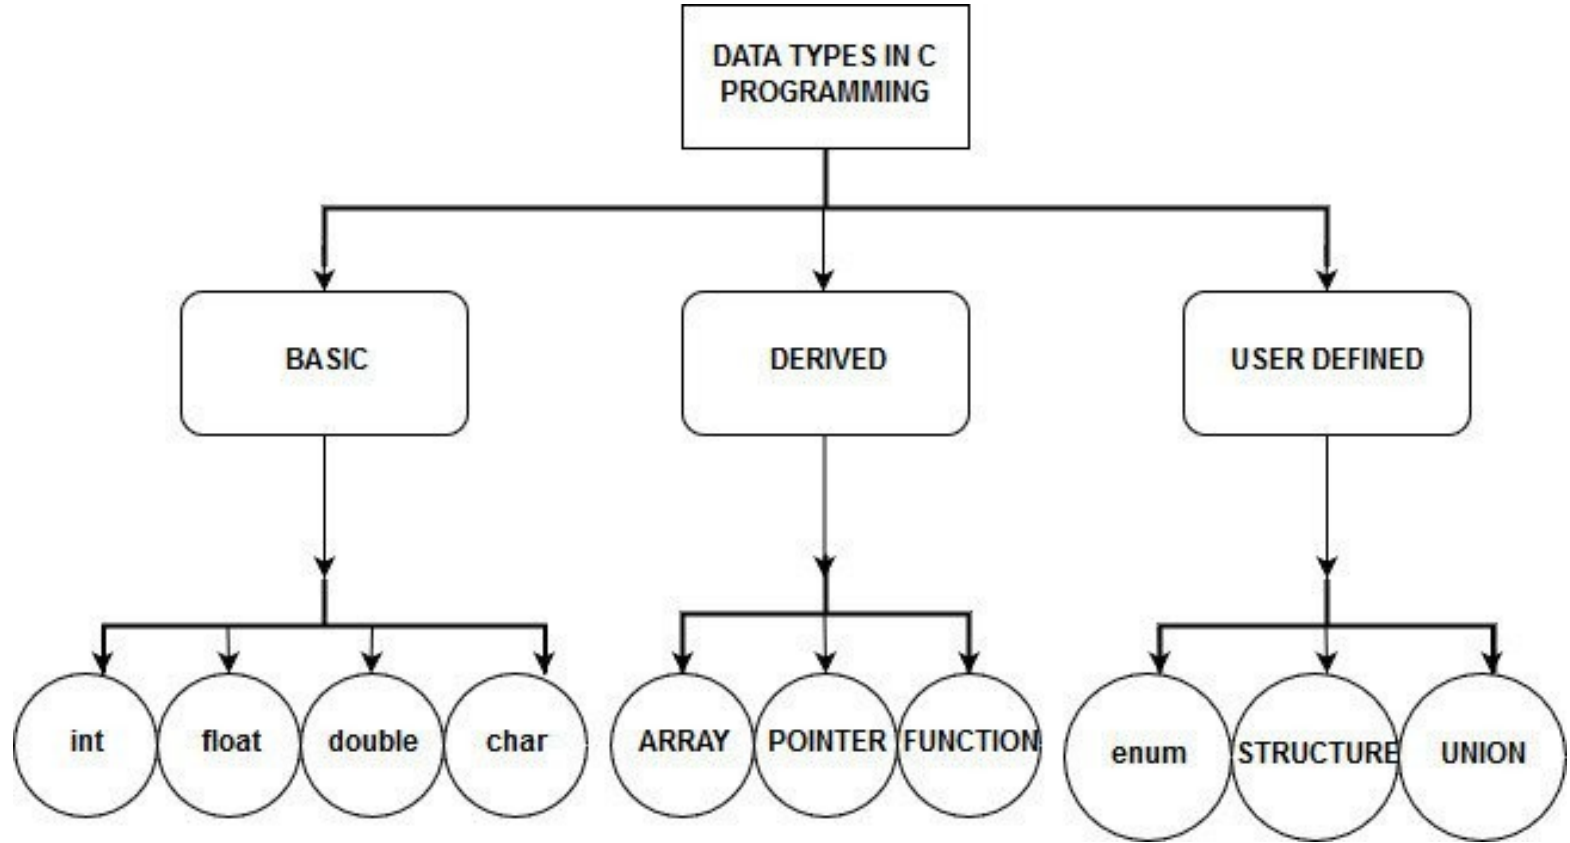 DATA TYPES IN C
PROGRAMMING
BASIC
DERIVED
USER DEFINED
int
float
double
char
ARRAY
POINTER
FUNCTION
enum
STRUCTURE
UNION